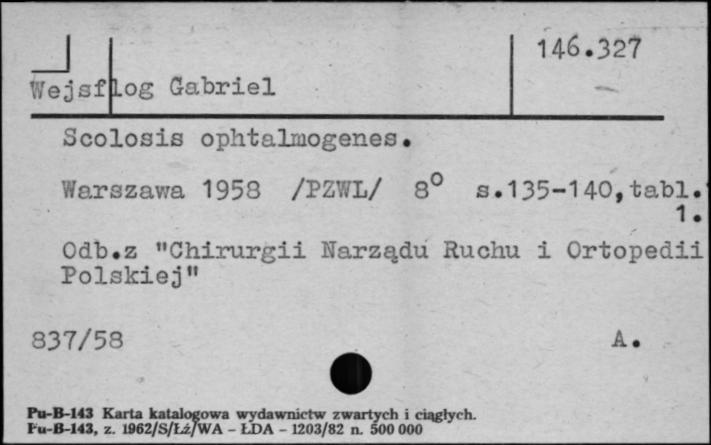 146.327
Wejsflog Gabriel
Scolosis ophtalmogenes.
Warszawa 1958 /PZWL/ 8° s.135-140,tabl.
1.
Odb.z "Chirurgii Narządu Ruchu i Ortopedii
Polskiej"
837/58 A.
Pu-B-143 Karta katalogowa wydawnictw zwartych i ciągłych.
Pu-B-143, z. 1962/S/Łż/WA – ŁDA – 1203/82 n. 500 000